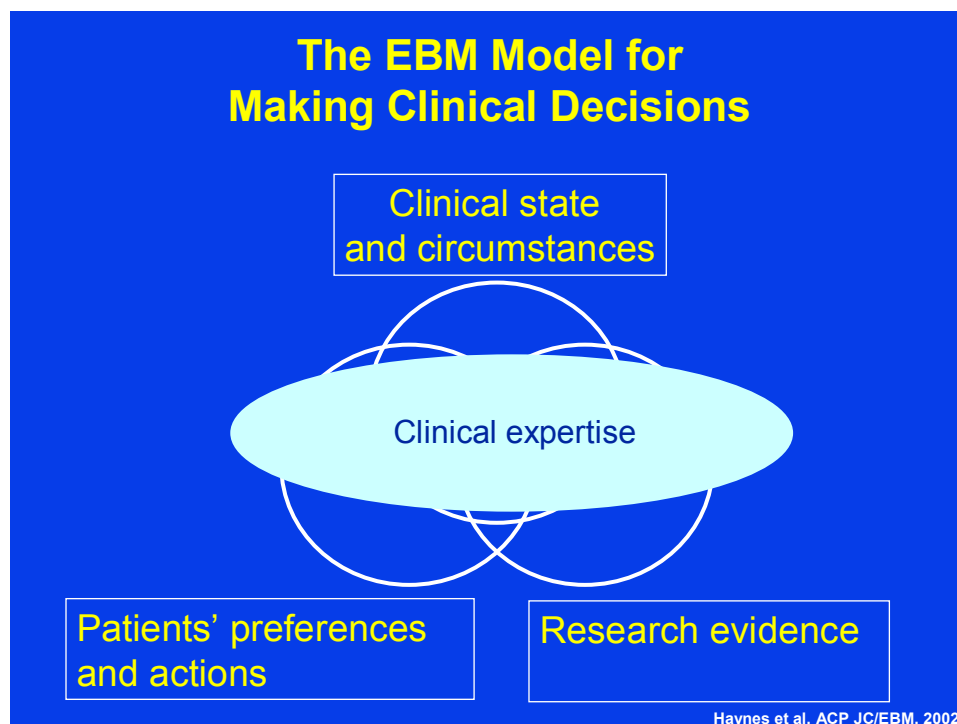 The EBM Model for
Making Clinical Decisions
Clinical state
and circumstances
Clinical expertise
Patients’ preferences
and actions
Research evidence
Haynes et al. ACP JC/EBM, 2002